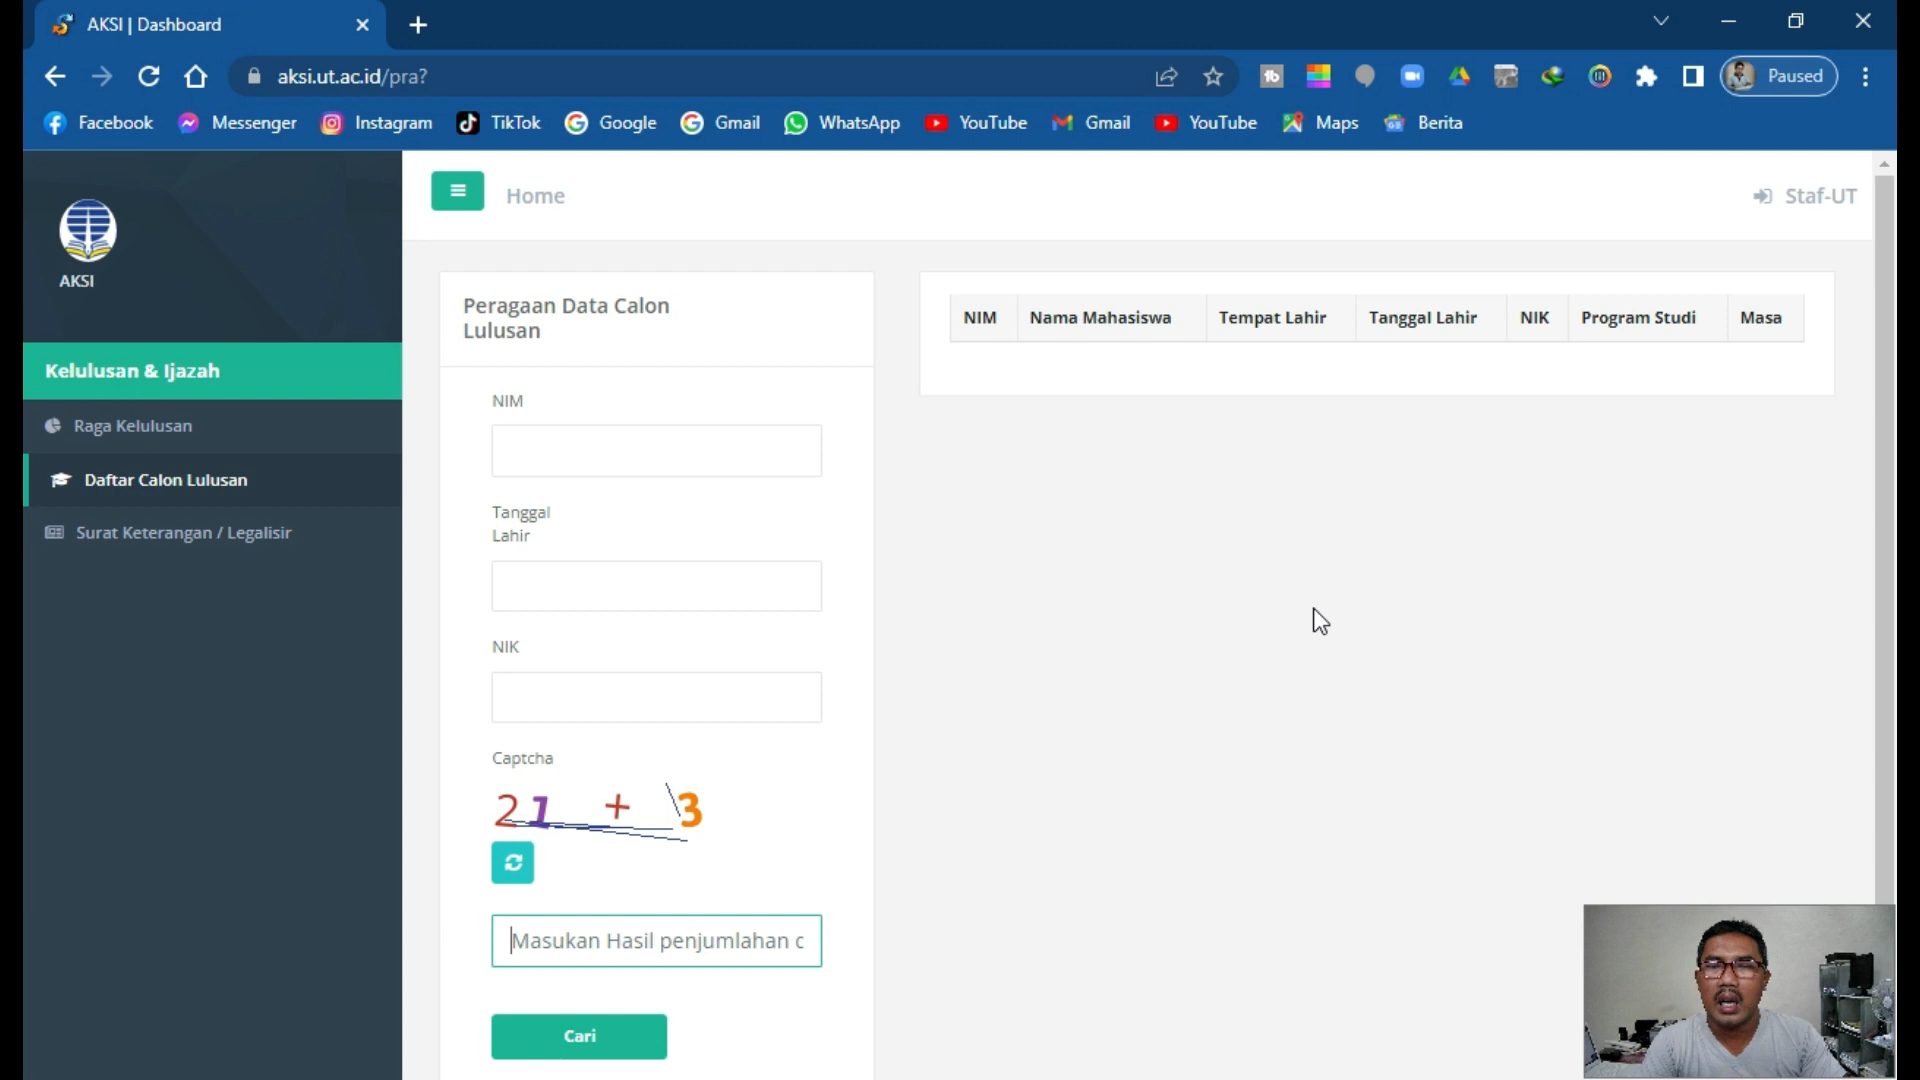 AKSI | Dashboard
aksi.ut.ac.id/pra?
Paused
Facebook Messenger Instagram TikTok Google Gmail WhatsApp YouTube Gmail YouTube Maps Berita
AKSI
Kelulusan & Ijazah
Raga Kelulusan
Daftar Calon Lulusan
Surat Keterangan / Legalisir
Home
Staf-UT
Peragaan Data Calon
Lulusan
NIM
Tanggal
Lahir
NIK
Captcha
21 + 3
Masukan Hasil penjumlahan c
Cari
NIM Nama Mahasiswa Tempat Lahir Tanggal Lahir NIK Program Studi Masa